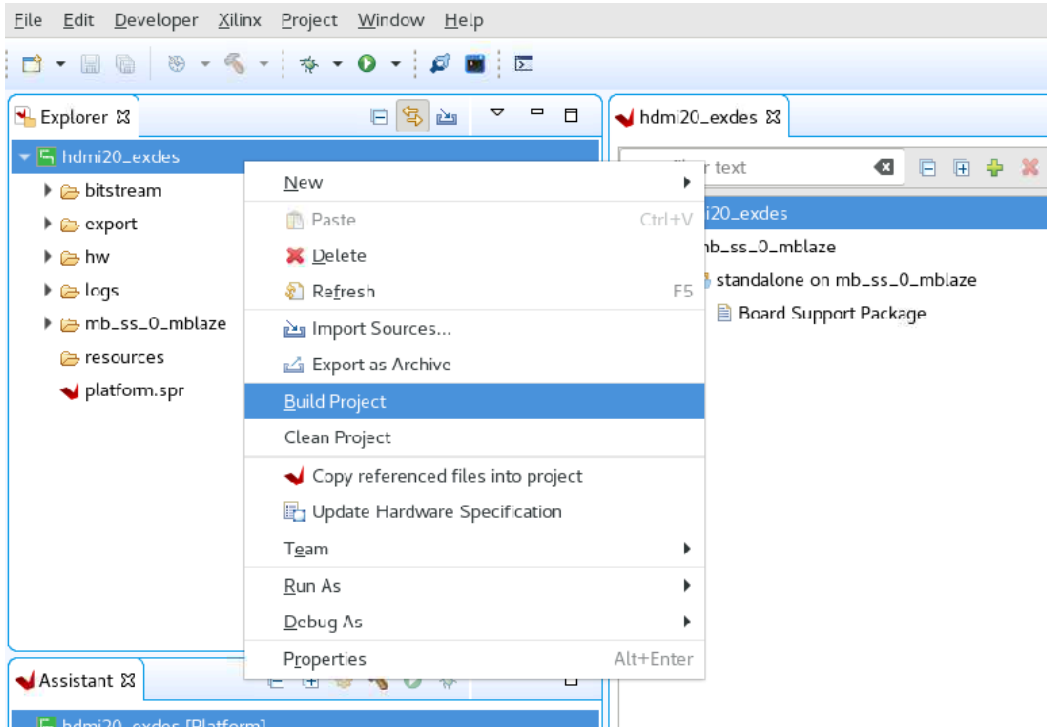 File Edit Developer Xilinx Project Window Help
Explorer
hdmi20_exdes
bitstream
export
hw
logs
mb_ss_0_mblaze
resources
platform.spr
New
Paste Ctrl+V
Delete
Refresh F5
Import Sources...
Export as Archive
Build Project
Clean Project
Copy referenced files into project
Update Hardware Specification
Team
Run As
Debug As
Properties Alt+Enter
hdmi20_exdes
text
i20_exdes
mb_ss_0_mblaze
standalone on mb_ss_0_mblaze
Board Support Package
Assistant
hdmi20_exdes [Platform]